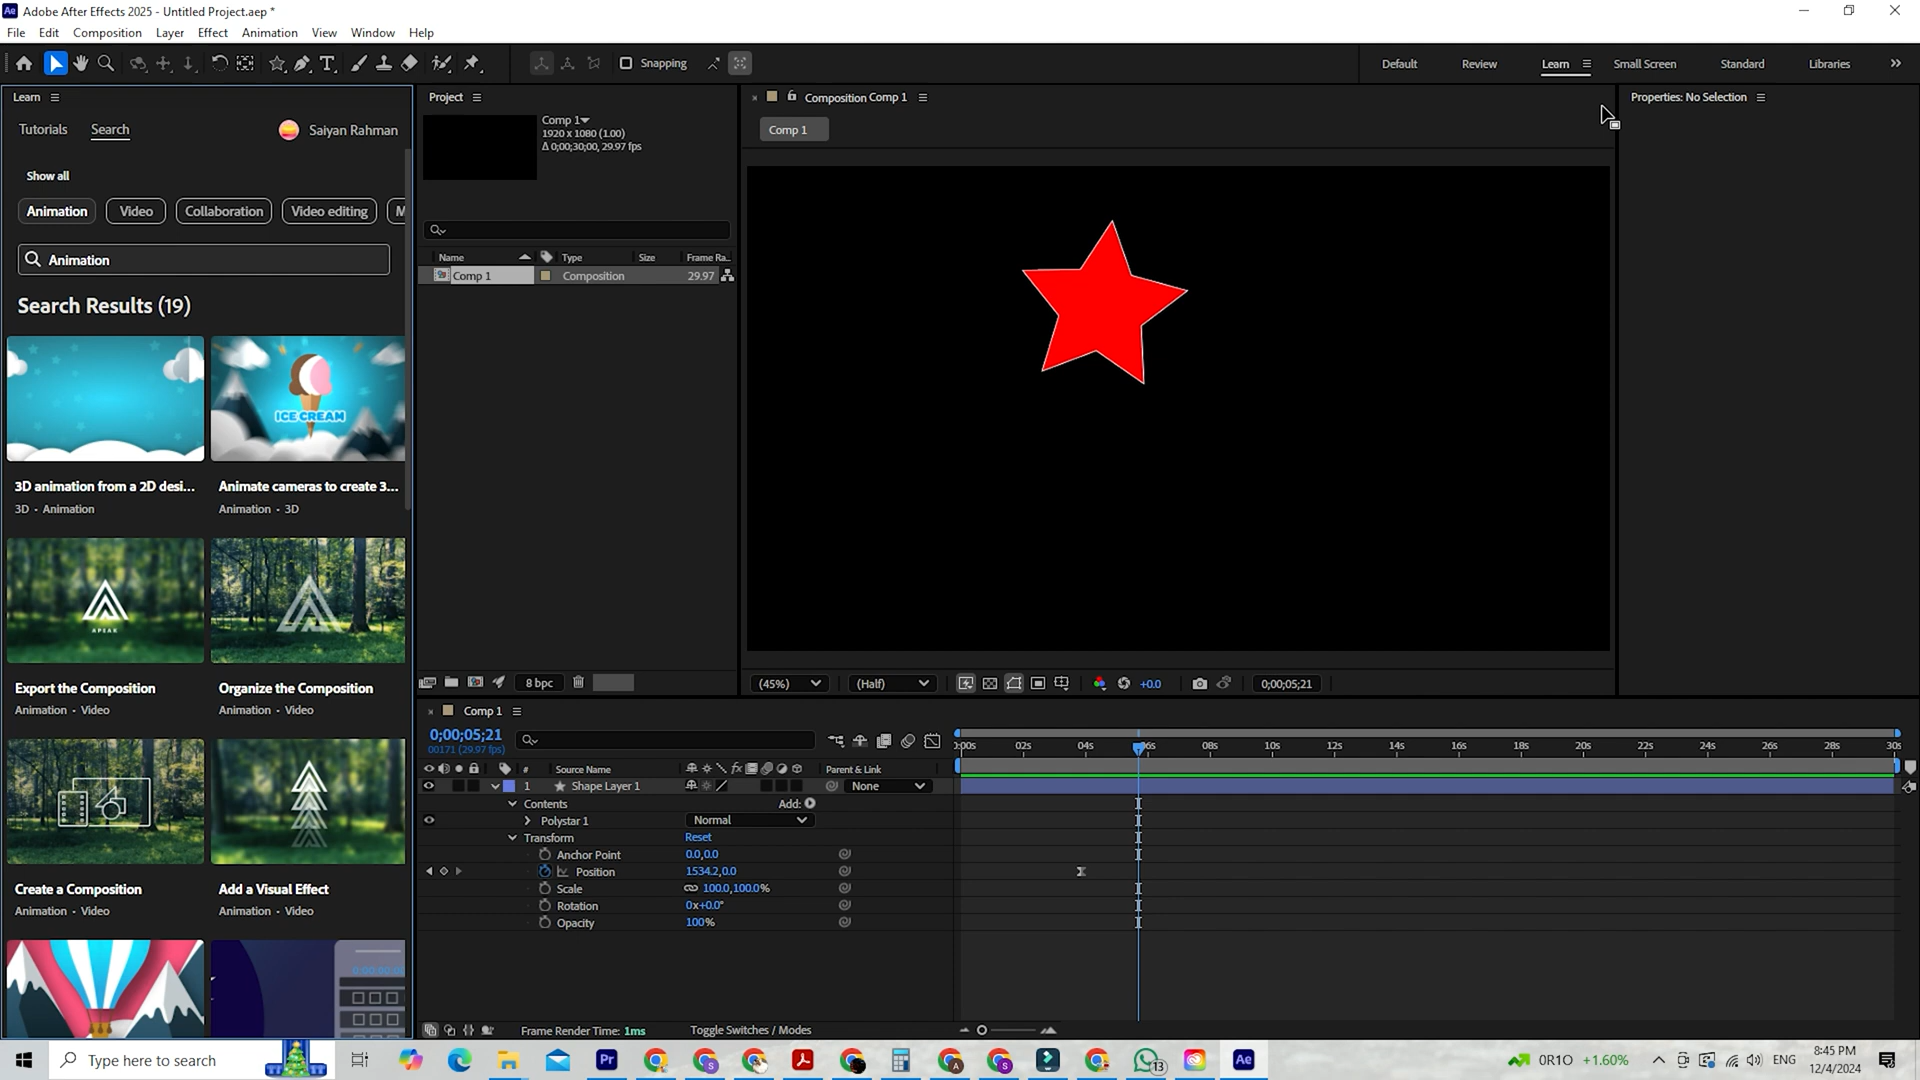 Adobe After Effects 2025 - Untitled Project.aep *
File Edit Composition Layer Effect Animation View Window Help
Snapping
Default Review Learn Small Screen Standard Libraries
Learn
Tutorials Search Saiyan Rahman
Show all
Animation Video Collaboration Video editing M
Animation
Search Results (19)
ICE CREAM
3D animation from a 2D desi...
3D · Animation
Animate cameras to create 3...
Animation · 3D
Export the Composition
Animation · Video
Organize the Composition
Animation · Video
Create a Composition
Animation · Video
Add a Visual Effect
Animation · Video
Project
Comp 1
1920 x 1080 (1.00)
Δ 0;00;30;00, 29.97 fps
Name Type Size Frame Ra...
Comp 1 Composition 29.97
8 bpc
Composition Comp 1
Comp 1
(45%) (Half) +0.0 0;00;05;21
Properties: No Selection
Comp 1
0;00;05;21
00171 (29.97 fps)
# Source Name fx Parent & Link
1 Shape Layer 1 None
Contents Add:
Polystar 1 Normal
Transform Reset
Anchor Point 0.0,0.0
Position 1534.2,0.0
Scale 100.0,100.0%
Rotation 0x+0.0°
Opacity 100%
02s 04s 08s 10s 12s 14s 16s 18s 20s 22s 24s 26s 28s
Frame Render Time: 1ms Toggle Switches / Modes
Type here to search
Pr
13
Ae
0R1O +1.60%
ENG
8:45 PM
12/4/2024